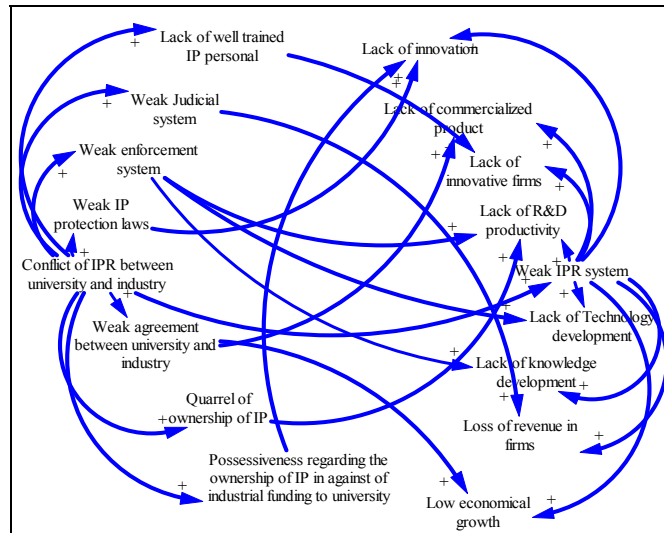 Lack of well trained
IP personal
Lack of innovation
Weak Judicial
system
Lack of commercialized
product
Weak enforcement
system
Lack of
innovative firms
Weak IP
protection laws
Lack of R&D
productivity
Conflict of IPR between
university and industry
Weak IPR system
Weak agreement
between university and
industry
Lack of Technology
development
Lack of knowledge
development
Quarrel of
ownership of IP
Loss of revenue in
firms
Possessiveness regarding the
ownership of IP in against of
industrial funding to university
Low economical
growth